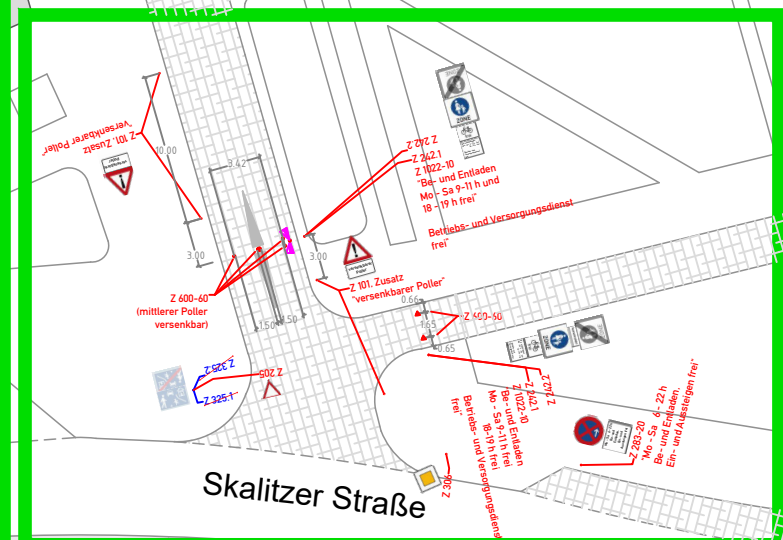 Z 101. Zusatz
"versenkbarer Poller"
10.00
3.42
3.00
Z 242.2
Z 242.1
Z 1022-10
"Be- und Entladen
Mo - Sa 9-11 h und
18 - 19 h frei"
Betriebs- und Versorgungsdienst
frei"
ZONE
frei
3.00
Z 101. Zusatz
"versenkbarer Poller"
Z 600-60
(mittlerer Poller
versenkbar)
1.50
1.50
0.66
1.65
0.65
Z 600-60
Z 325.2
Z 325.1
Z 205
ZONE
Z 242.2
Z 242.1
Z 1022-10
"Be- und Entladen
Mo - Sa 9-11 h frei
18-19 h frei
Betriebs- und Versorgungsdienst
frei"
Z 283-20
"Mo - Sa 6 - 22 h
Be- und Entladen,
Ein- und Aussteigen frei"
Z 306
Skalitzer Straße